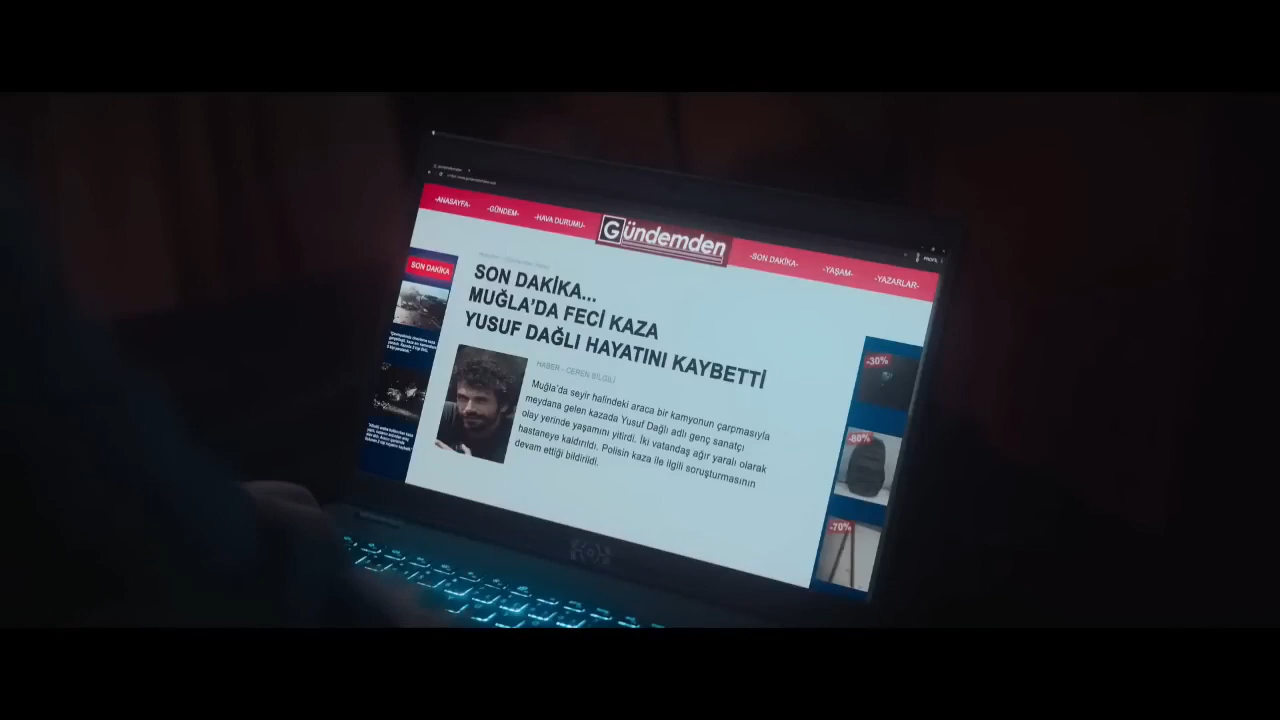 -ANASAYFA-
-GÜNDEM-
-HAVA DURUMU-
Gündemden
-SON DAKİKA-
-YAŞAM-
-YAZARLAR-
PROFİL
SON DAKİKA
SON DAKİKA...
MUĞLA'DA FECİ KAZA
YUSUF DAĞLI HAYATINI KAYBETTİ
HABER - CEREN BİLGİLİ
Muğla'da seyir halindeki araca bir kamyonun çarpmasıyla
meydana gelen kazada Yusuf Dağlı adlı genç sanatçı
olay yerinde yaşamını yitirdi. İki vatandaş ağır yaralı olarak
hastaneye kaldırıldı. Polisin kaza ile ilgili soruşturmasının
devam ettiği bildirildi.
-30%
-80%
-70%